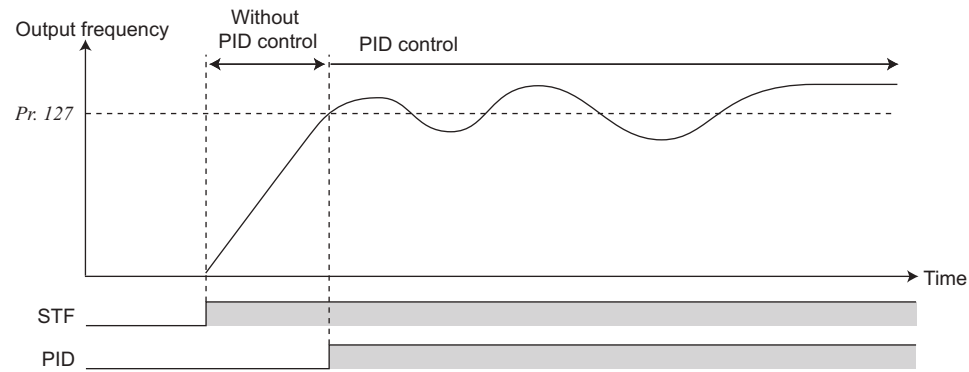 Output frequency
Without
PID control
PID control
Pr. 127
Time
STF
PID